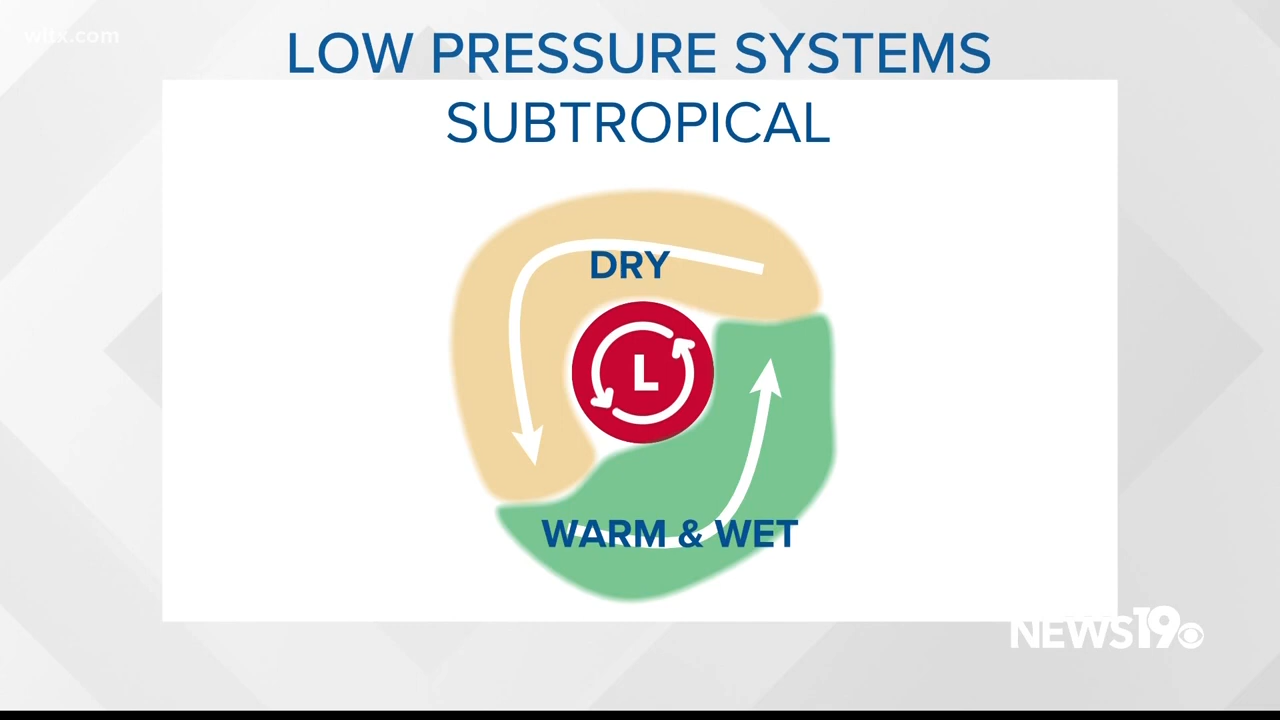 wltx.com
LOW PRESSURE SYSTEMS
SUBTROPICAL
DRY
L
WARM & WET
NEWS19